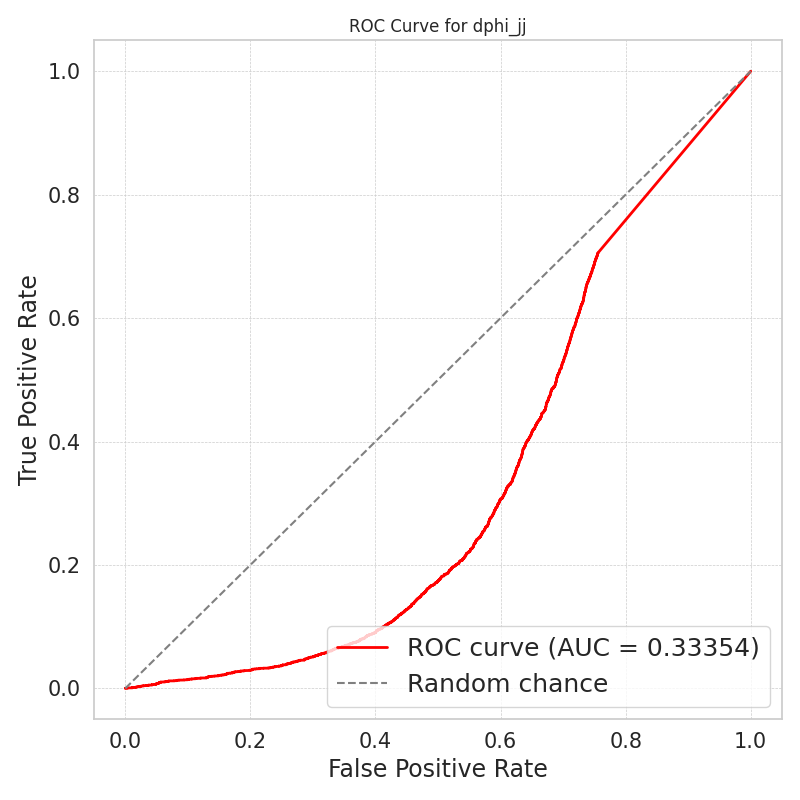 ROC Curve for dphi_jj
True Positive Rate
1.0
0.8
0.6
0.4
0.2
0.0
ROC curve (AUC = 0.33354)
Random chance
0.0 0.2 0.4 0.6 0.8 1.0
False Positive Rate